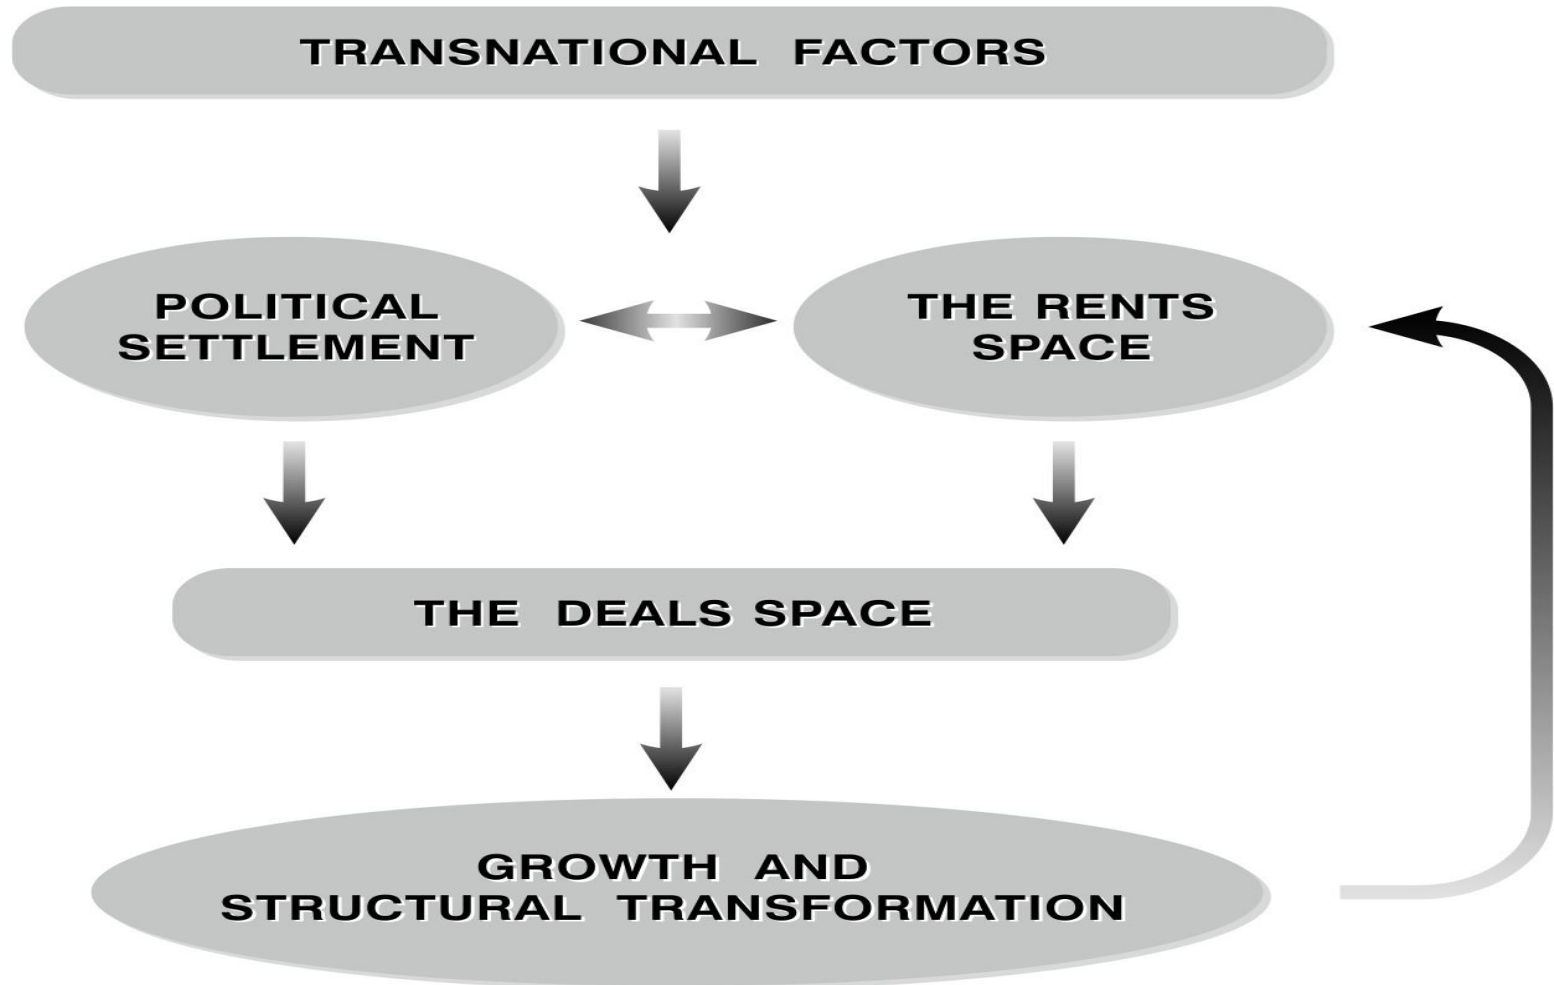 TRANSNATIONAL FACTORS
POLITICAL
SETTLEMENT
THE RENTS
SPACE
THE DEALS SPACE
GROWTH AND
STRUCTURAL TRANSFORMATION